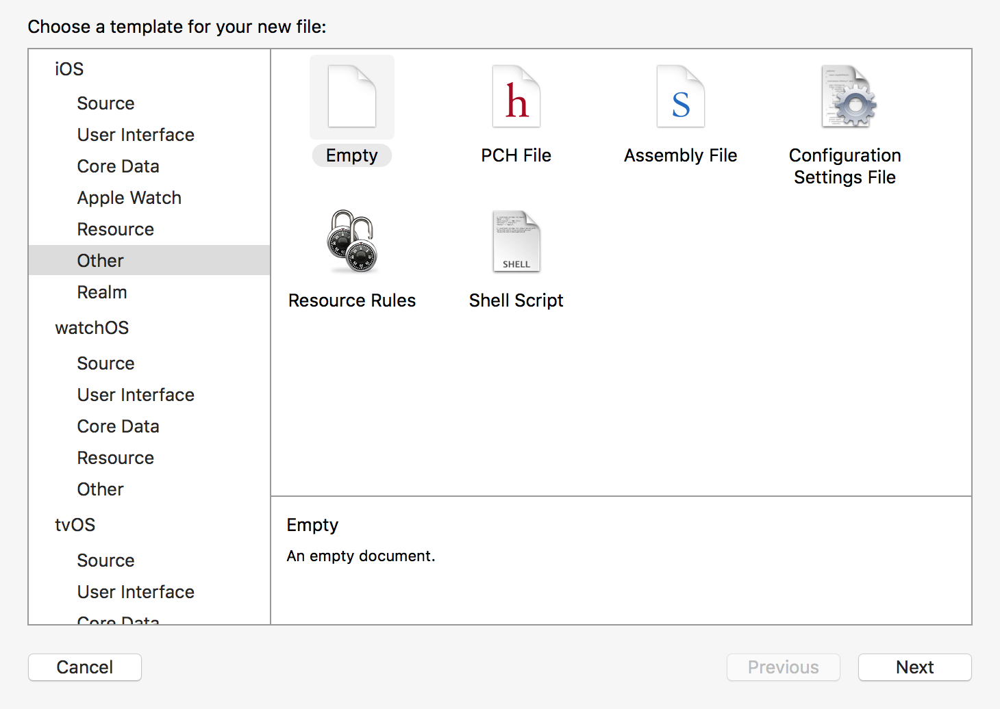 Choose a template for your new file:
iOS
Source
User Interface
Core Data
Apple Watch
Resource
Other
Realm
watchOS
Source
User Interface
Core Data
Resource
Other
tvOS
Source
User Interface
Core Data
h
S
Empty
PCH File
Assembly File
Configuration
Settings File
SHELL
Resource Rules
Shell Script
Empty
An empty document.
Cancel
Previous
Next